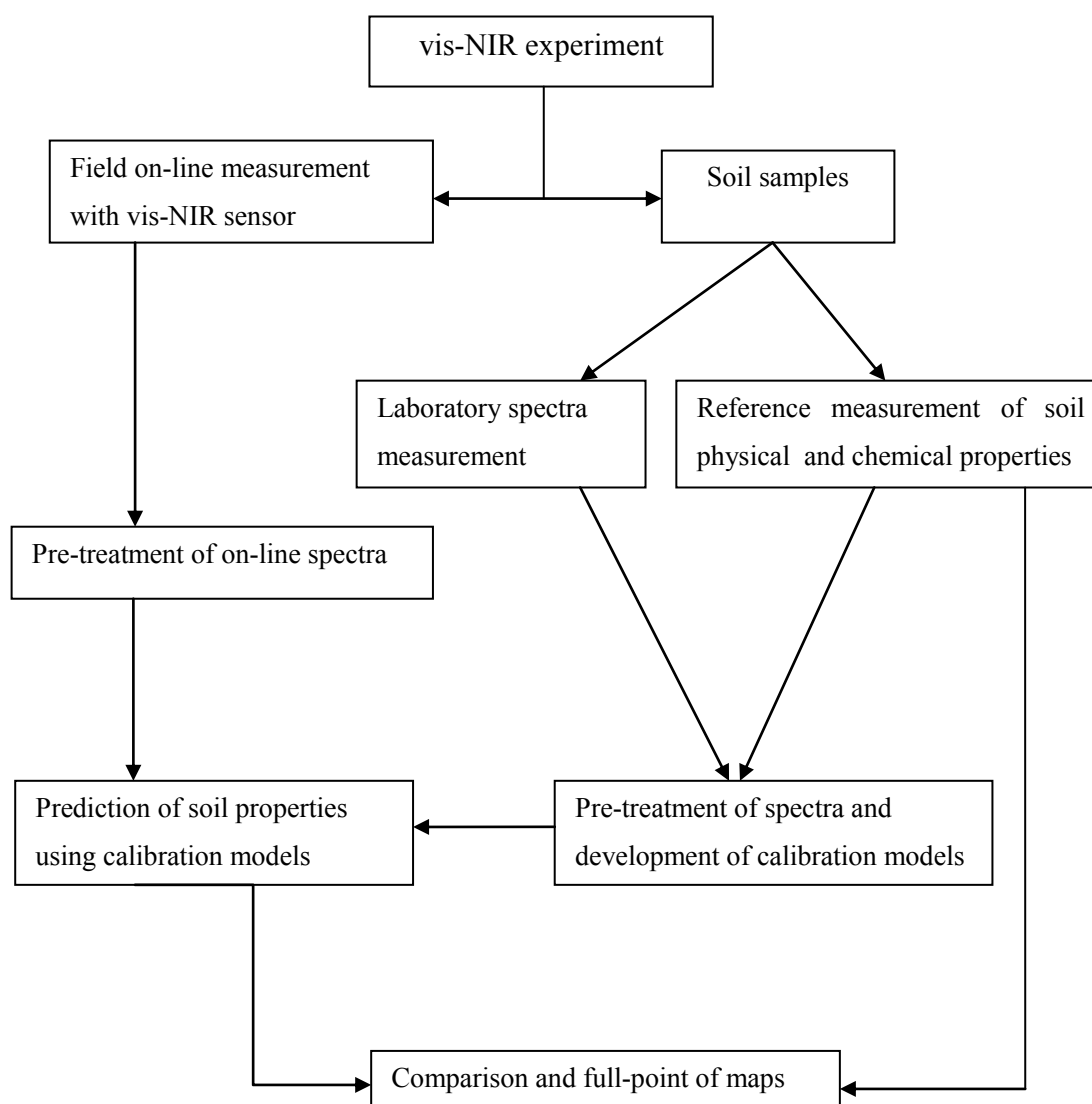 vis-NIR experiment
Field on-line measurement
with vis-NIR sensor
Soil samples
Laboratory spectra
measurement
Reference measurement of soil
physical and chemical properties
Pre-treatment of on-line spectra
Prediction of soil properties
using calibration models
Pre-treatment of spectra and
development of calibration models
Comparison and full-point of maps